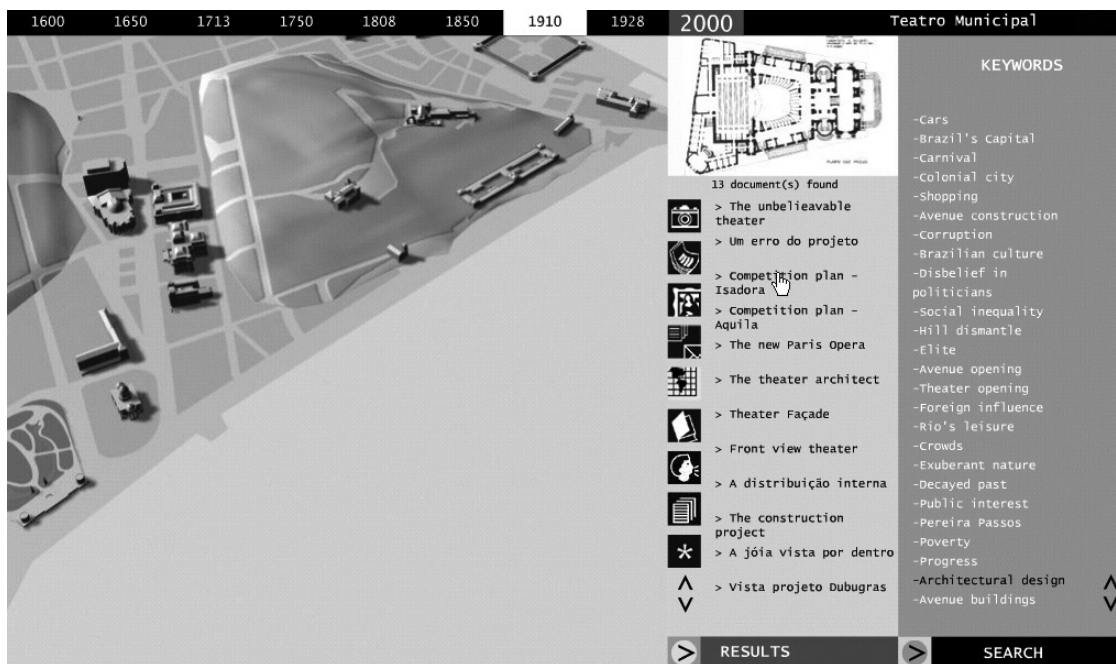 1600 1650 1713 1750 1808 1850 1910 1928 2000 Teatro Municipal
13 document(s) found
> The unbelieavable
theater
> Um erro do projeto
> Competition plan –
Isadora
> Competition plan –
Aquila
> The new Paris Opera
> The theater architect
> Theater Façade
> Front view theater
> A distribuição interna
> The construction
project
> A jóia vista por dentro
> Vista projeto Dubugras
> RESULTS
KEYWORDS
-Cars
-Brazil's Capital
-Carnival
-Colonial city
-Shopping
-Avenue construction
-Corruption
-Brazilian culture
-Disbelief in
politicians
-Social inequality
-Hill dismantle
-Elite
-Avenue opening
-Theater opening
-Foreign influence
-Rio's leisure
-Crowds
-Exuberant nature
-Decayed past
-Public interest
-Pereira Passos
-Poverty
-Progress
-Architectural design
-Avenue buildings
> SEARCH